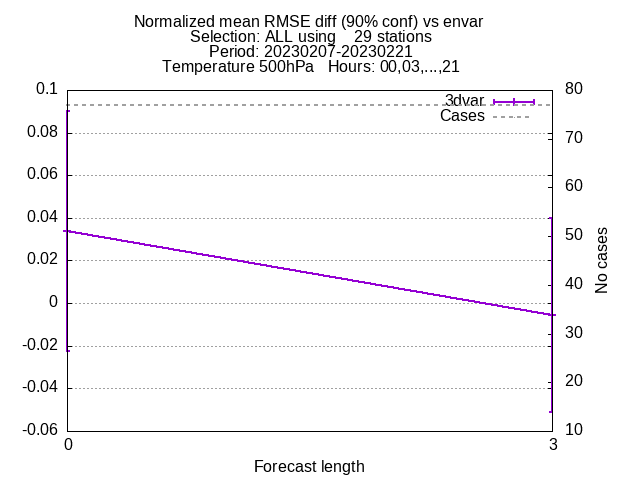 Normalized mean RMSE diff (90% conf) vs envar
Selection: ALL using    29 stations
Period: 20230207-20230221
Temperature 500hPa   Hours: 00,03,...,21
0.1
0.08
0.06
0.04
0.02
0
-0.02
-0.04
-0.06
80
70
60
50
40
30
20
10
3dvar
Cases
No cases
0
3
Forecast length